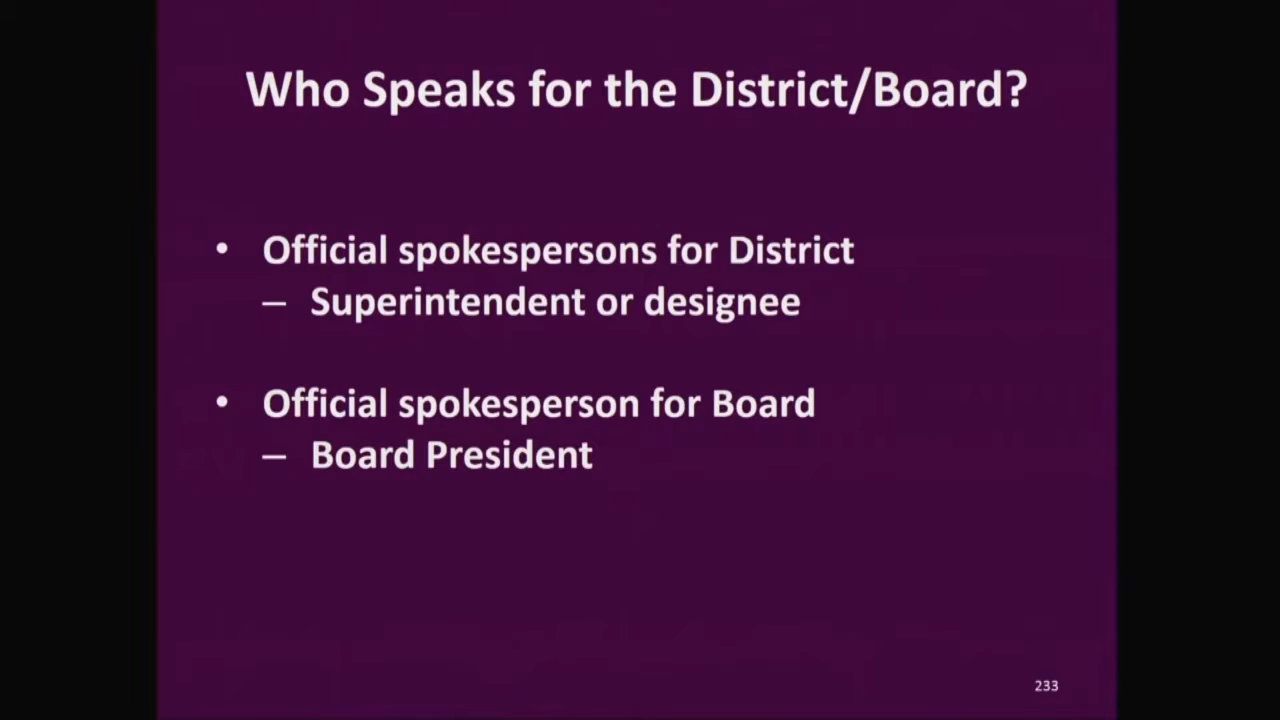 Who Speaks for the District/Board?
• Official spokespersons for District
– Superintendent or designee
• Official spokesperson for Board
– Board President
233